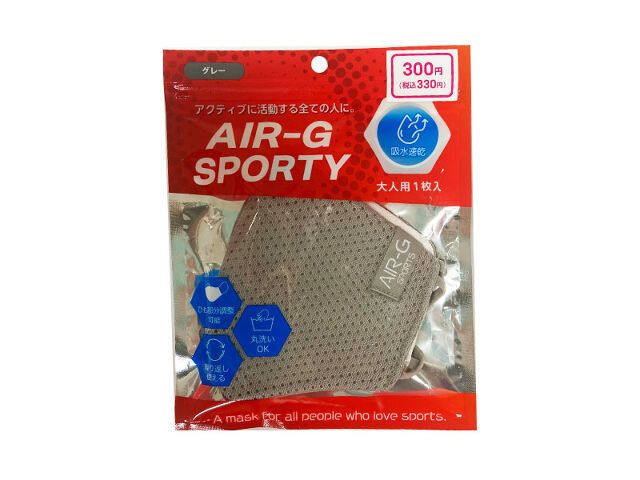 グレー
300円
(税込330円)
アクティブに活動する全ての人に。
AIR-G
SPORTY
吸水速乾
大人用1枚入
AIR-G
SPORTS
ひも部分調整
可能
丸洗い
OK
繰り返し
使える
A mask for all people who love sports.